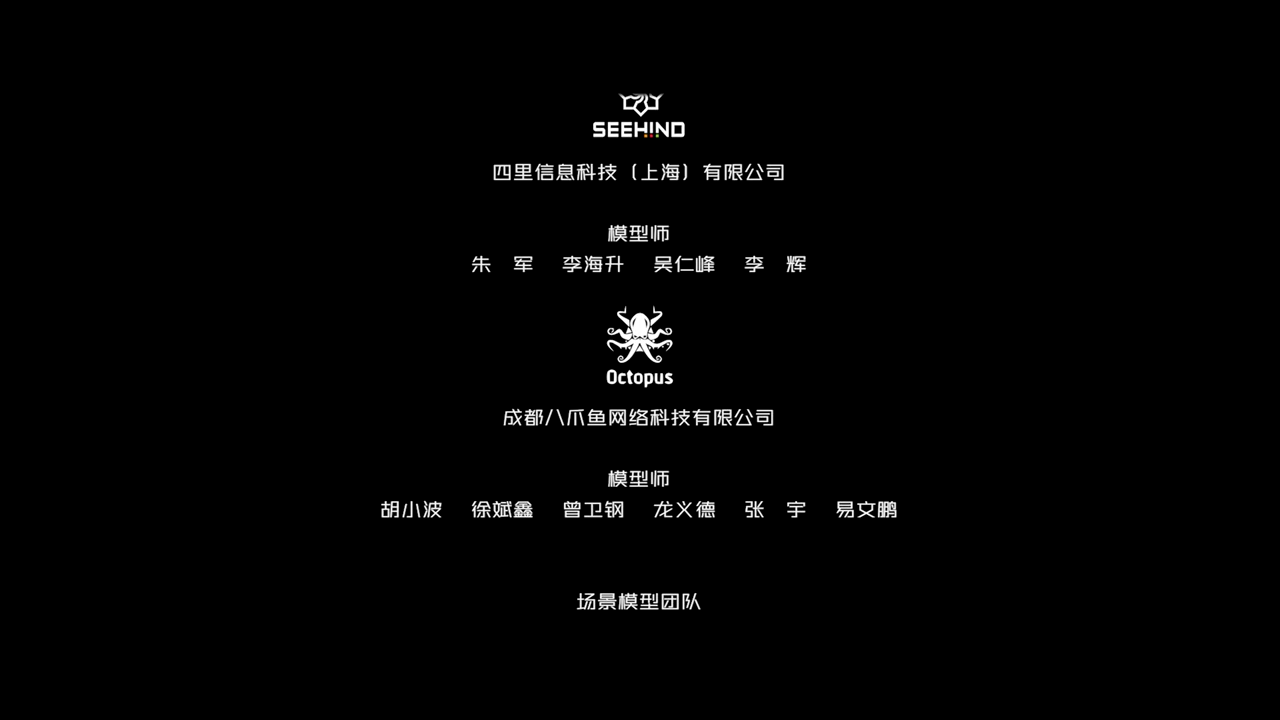 SEEHIND
四里信息科技（上海）有限公司
模型师
朱　军　李海升　吴仁峰　李　辉
Octopus
成都八爪鱼网络科技有限公司
模型师
胡小波　徐斌鑫　曾卫钢　龙义德　张　宇　易文鹏
场景模型团队